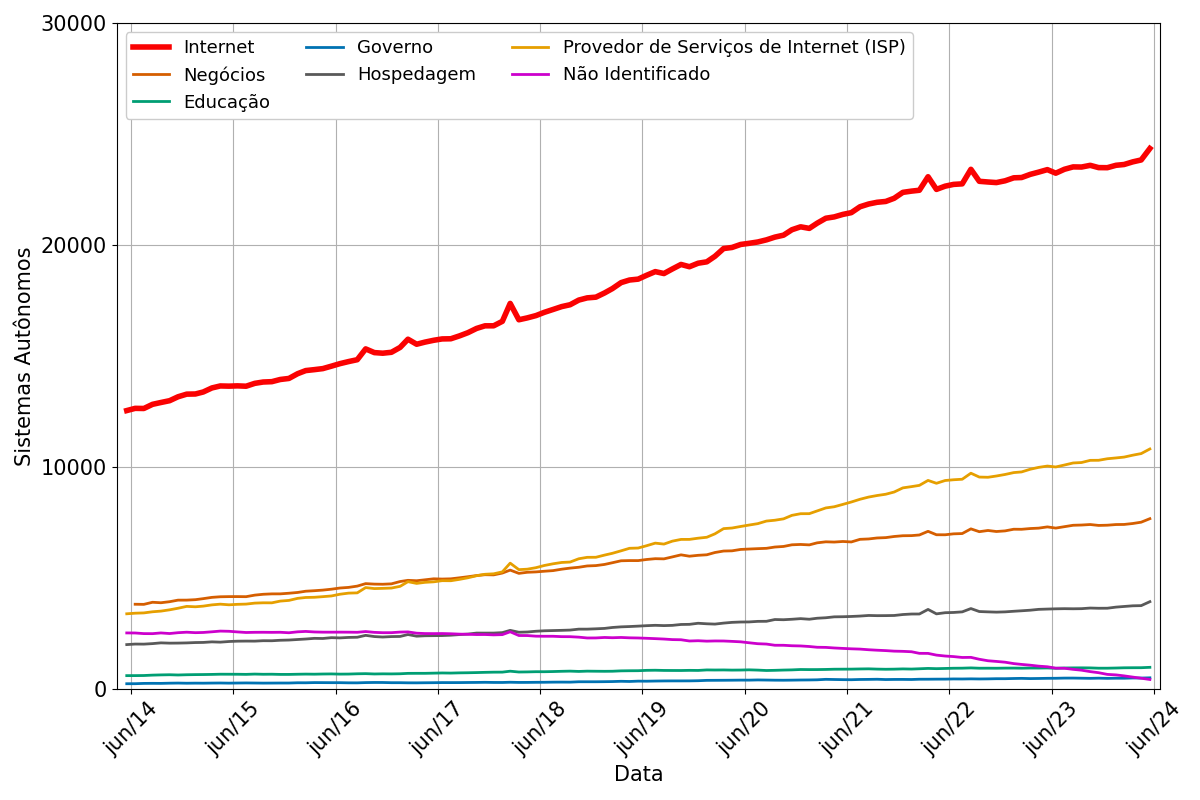 30000
20000
10000
0
Sistemas Autônomos
Internet
Negócios
Educação
Governo
Hospedagem
Provedor de Serviços de Internet (ISP)
Não Identificado
jun/14
jun/15
jun/16
jun/17
jun/18
jun/19
jun/20
jun/21
jun/22
jun/23
jun/24
Data